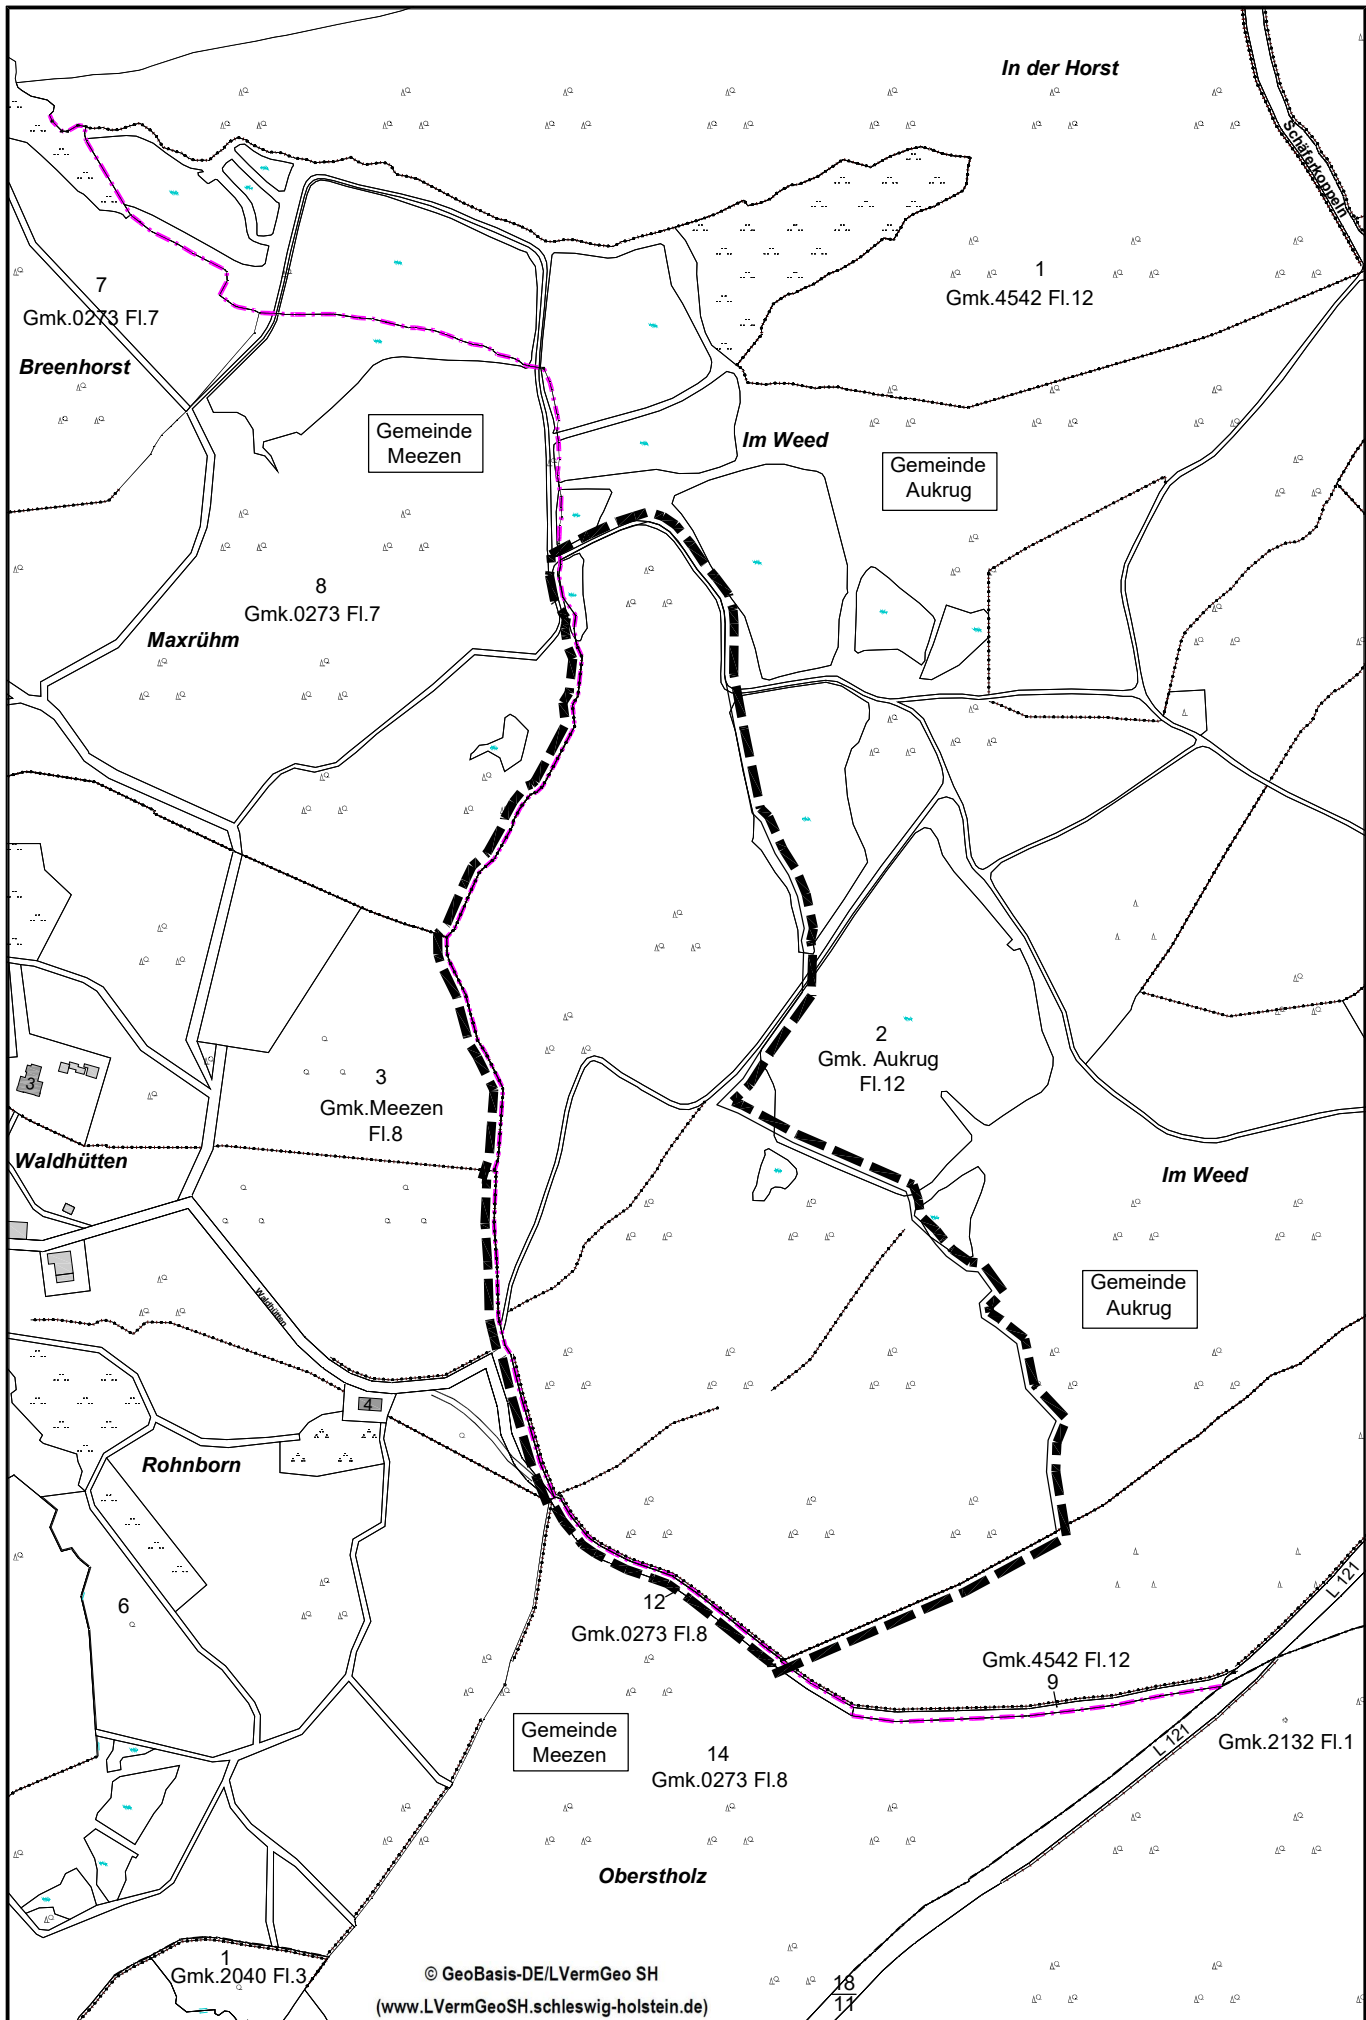 In der Horst
Schäferkoppeln
7
Gmk.0273 Fl.7
1
Gmk.4542 Fl.12
Breenhorst
Gemeinde
Meezen
Im Weed
Gemeinde
Aukrug
8
Gmk.0273 Fl.7
Maxrühm
2
Gmk. Aukrug
Fl.12
3
3
Gmk.Meezen
Fl.8
Waldhütten
Im Weed
Waldhütten
Gemeinde
Aukrug
4
Rohnborn
6
12
Gmk.0273 Fl.8
L 121
Gmk.4542 Fl.12
9
Gemeinde
Meezen
14
Gmk.0273 Fl.8
L 121
Gmk.2132 Fl.1
Oberstholz
1
Gmk.2040 Fl.3
© GeoBasis-DE/LVermGeo SH
(www.LVermGeoSH.schleswig-holstein.de)
18
11